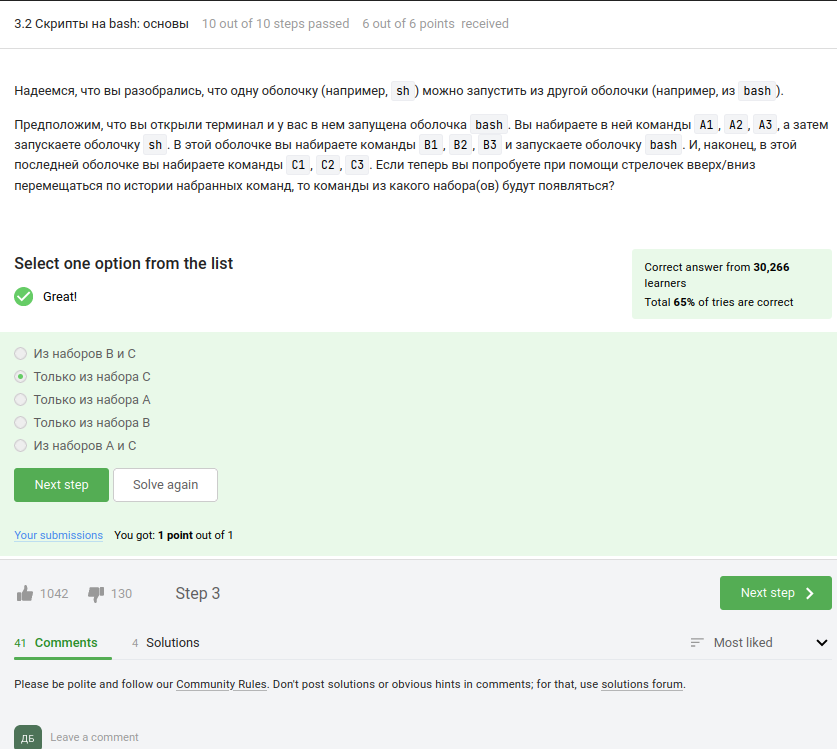 3.2 Скрипты на bash: основы 10 out of 10 steps passed 6 out of 6 points received
Надеемся, что вы разобрались, что одну оболочку (например, sh ) можно запустить из другой оболочки (например, из bash ).
Предположим, что вы открыли терминал и у вас в нем запущена оболочка bash . Вы набираете в ней команды A1 , A2 , A3 , а затем
запускаете оболочку sh . В этой оболочке вы набираете команды B1 , B2 , B3 и запускаете оболочку bash . И, наконец, в этой
последней оболочке вы набираете команды C1 , C2 , C3 . Если теперь вы попробуете при помощи стрелочек вверх/вниз
перемещаться по истории набранных команд, то команды из какого набора(ов) будут появляться?
Select one option from the list
Great!
Correct answer from 30,266
learners
Total 65% of tries are correct
Из наборов B и C
Только из набора C
Только из набора A
Только из набора B
Из наборов A и C
Next step Solve again
Your submissions You got: 1 point out of 1
1042 130 Step 3 Next step
41 Comments 4 Solutions Most liked
Please be polite and follow our Community Rules. Don't post solutions or obvious hints in comments; for that, use solutions forum.
ДБ Leave a comment